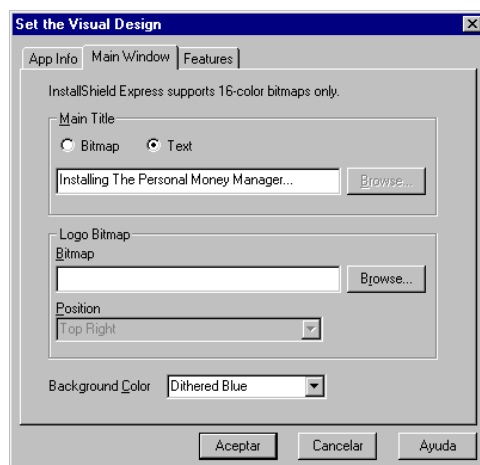 Set the Visual Design
App Info Main Window Features
InstallShield Express supports 16-color bitmaps only.
Main Title
Bitmap Text
Installing The Personal Money Manager... Browse...
Logo Bitmap
Bitmap
Browse...
Position
Top Right
Background Color Dithered Blue
Aceptar Cancelar Ayuda